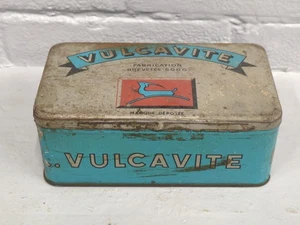 VULCAVITE
FABRICATION
BREVETÉE S.G.D.G.
MARQUE DÉPOSÉE
VULCAVITE